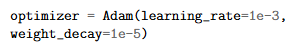 optimizer = Adam(learning_rate=1e-3,
weight_decay=1e-5)